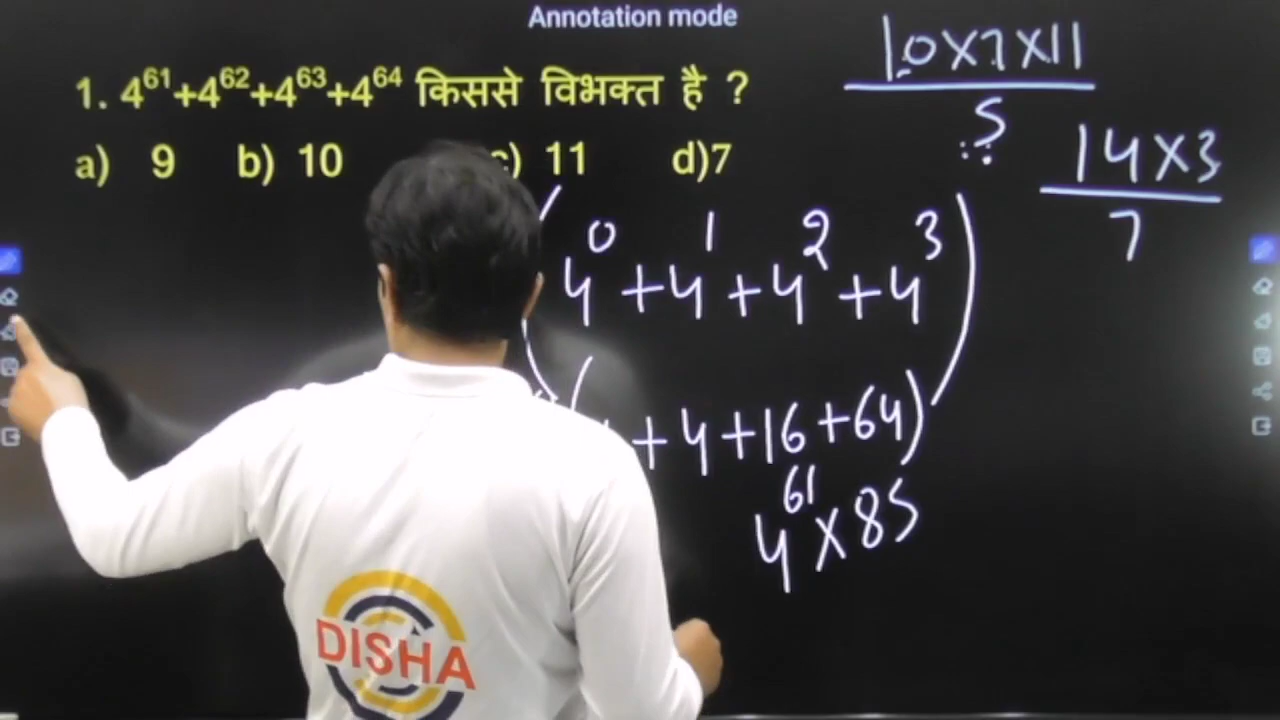 Annotation mode
1. 4⁶¹+4⁶²+4⁶³+4⁶⁴ किससे विभक्त है ?
a) 9 b) 10 c) 11 d)7
10×7×11
5
14×3
7
(4⁰+4¹+4²+4³)
+4+16+64)
4⁶¹×85
DISHA